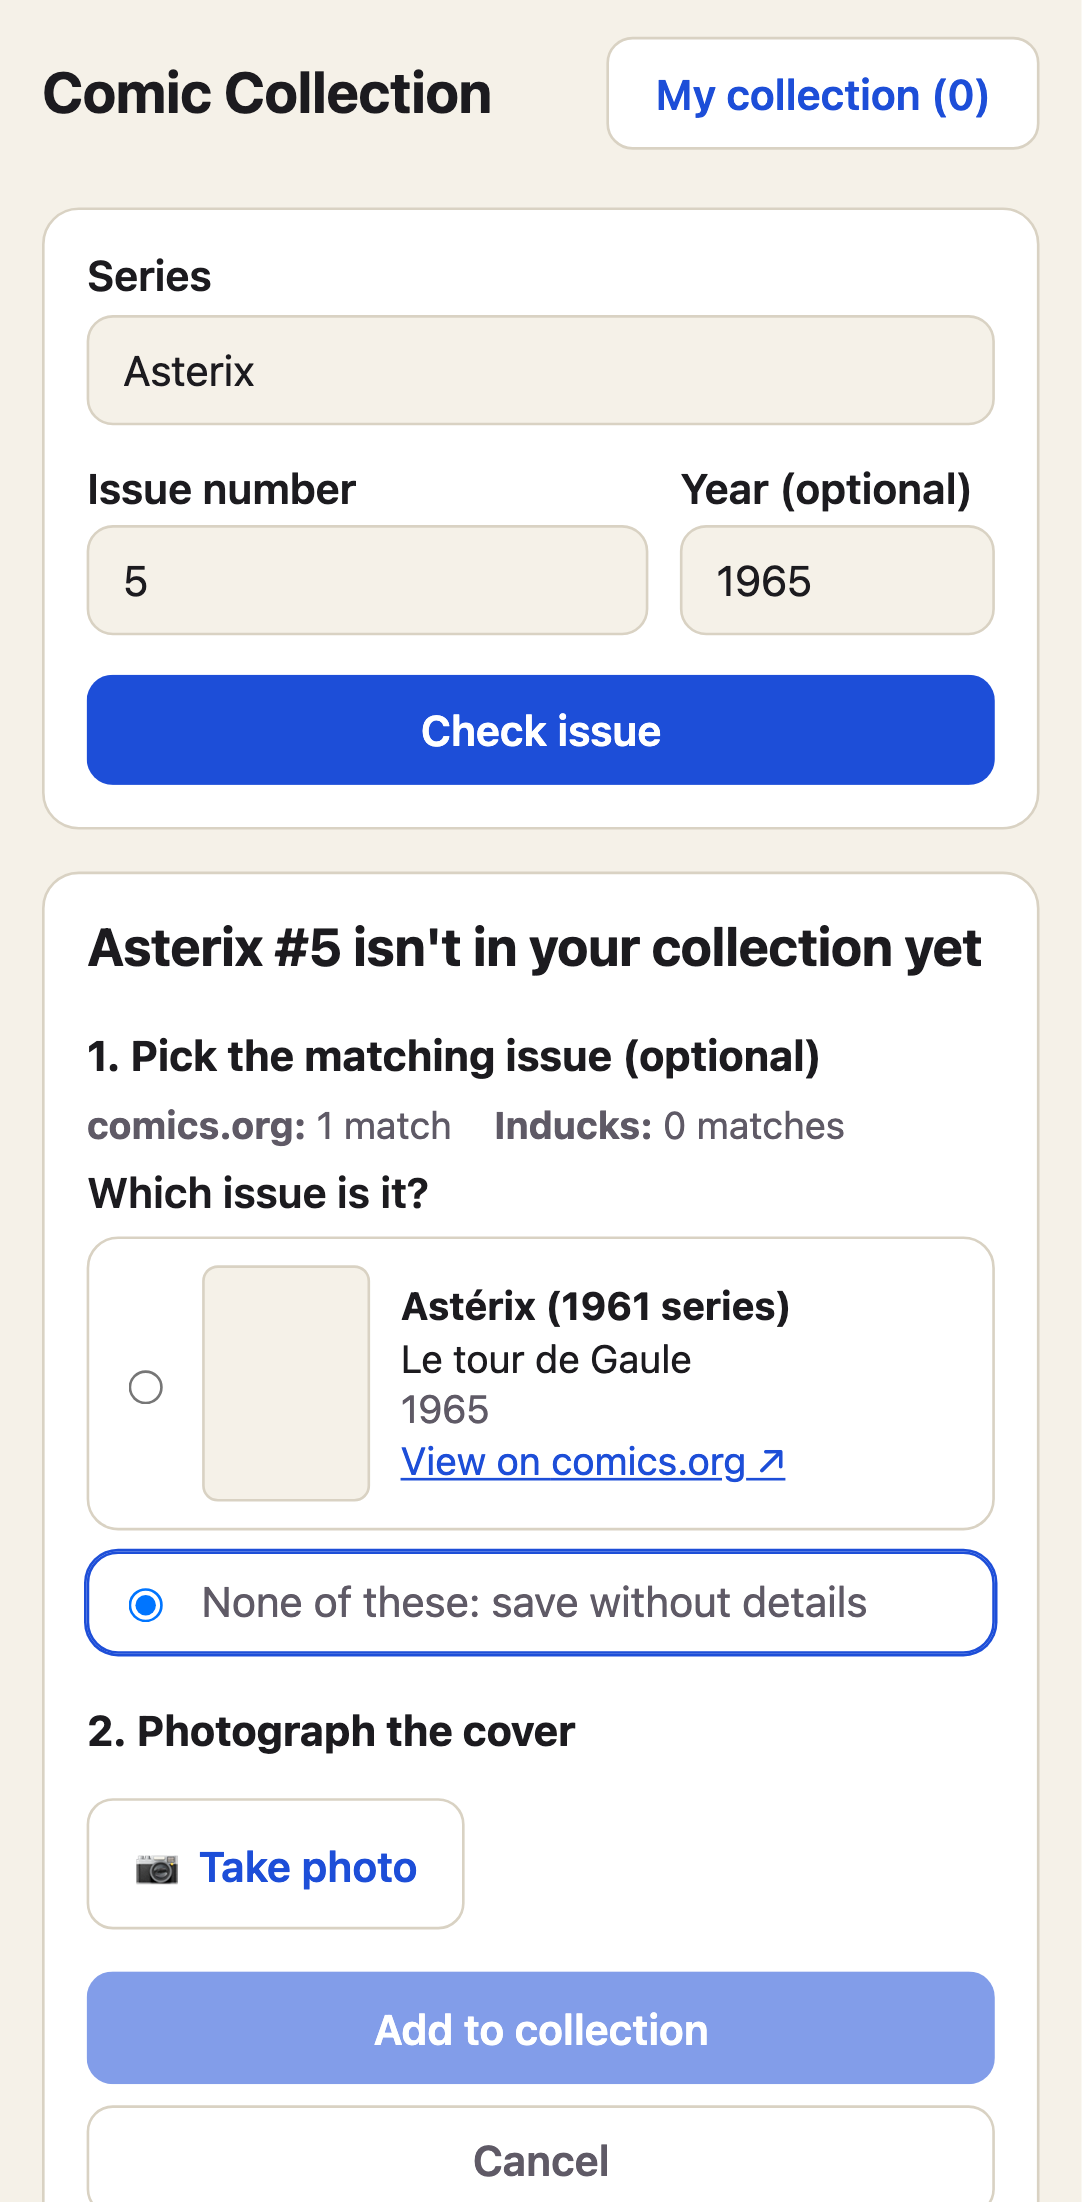 Comic Collection
My collection (0)
Series
Asterix
Issue number
Year (optional)
5
1965
Check issue
Asterix #5 isn't in your collection yet
1. Pick the matching issue (optional)
comics.org: 1 match Inducks: 0 matches
Which issue is it?
Astérix (1961 series)
Le tour de Gaule
1965
View on comics.org ↗
None of these: save without details
2. Photograph the cover
Take photo
Add to collection
Cancel